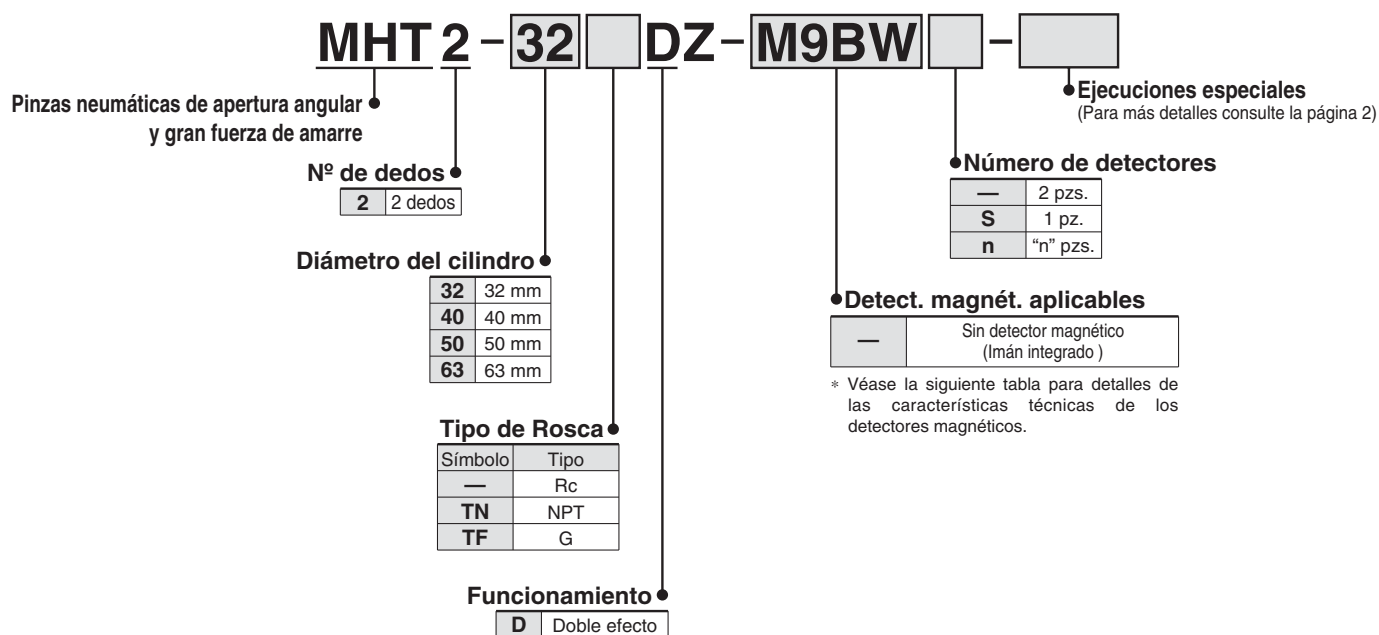 MHT 2 – 32 DZ – M9BW –
Pinzas neumáticas de apertura angular
y gran fuerza de amarre
Ejecuciones especiales
(Para más detalles consulte la página 2)
Nº de dedos
2 2 dedos
Número de detectores
— 2 pzs.
S 1 pz.
n “n” pzs.
Diámetro del cilindro
32 32 mm
40 40 mm
50 50 mm
63 63 mm
Detect. magnét. aplicables
— Sin detector magnético
(Imán integrado )
* Véase la siguiente tabla para detalles de
las características técnicas de los
detectores magnéticos.
Tipo de Rosca
Símbolo Tipo
— Rc
TN NPT
TF G
Funcionamiento
D Doble efecto